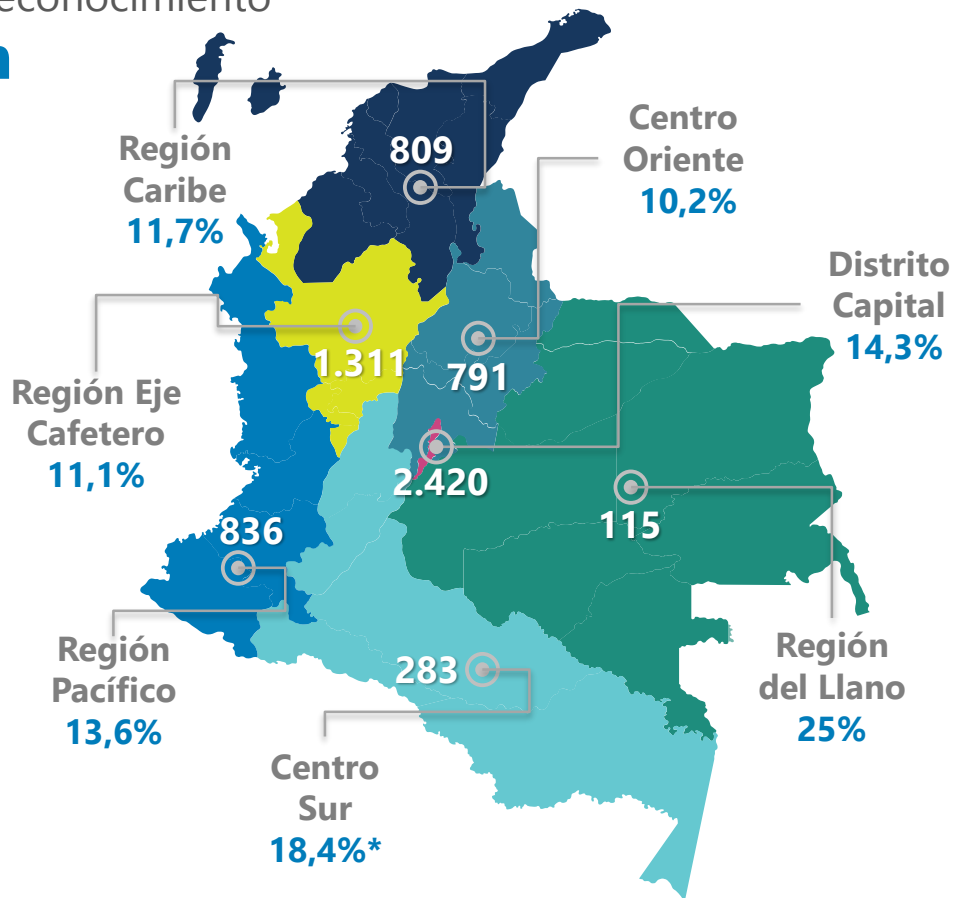 Región
Caribe
11,7%
809
Centro
Oriente
10,2%
Distrito
Capital
14,3%
1.311
791
Región Eje
Cafetero
11,1%
2.420
115
836
Región
Pacífico
13,6%
283
Región
del Llano
25%
Centro
Sur
18,4%*